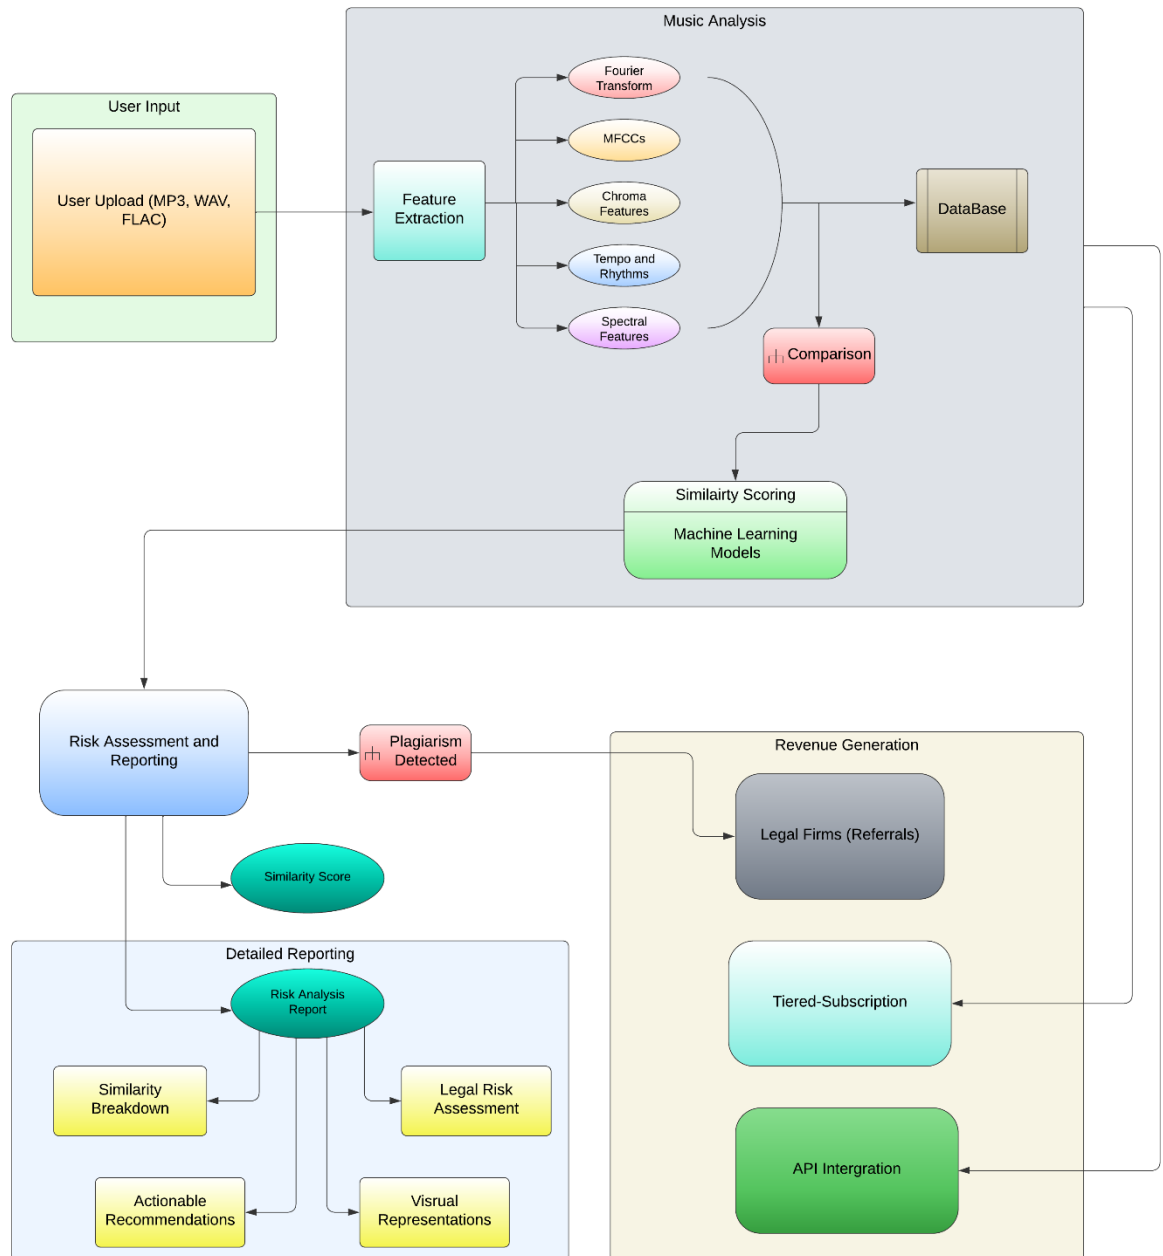 Music Analysis
User Input
User Upload (MP3, WAV,
FLAC)
Feature
Extraction
Fourier
Transform
MFCCs
Chroma
Features
Tempo and
Rhythms
Spectral
Features
DataBase
Comparison
Similairty Scoring
Machine Learning
Models
Risk Assessment and
Reporting
Plagiarism
Detected
Similarity Score
Revenue Generation
Legal Firms (Referrals)
Tiered-Subscription
API Intergration
Detailed Reporting
Risk Analysis
Report
Similarity
Breakdown
Legal Risk
Assessment
Actionable
Recommendations
Visrual
Representations